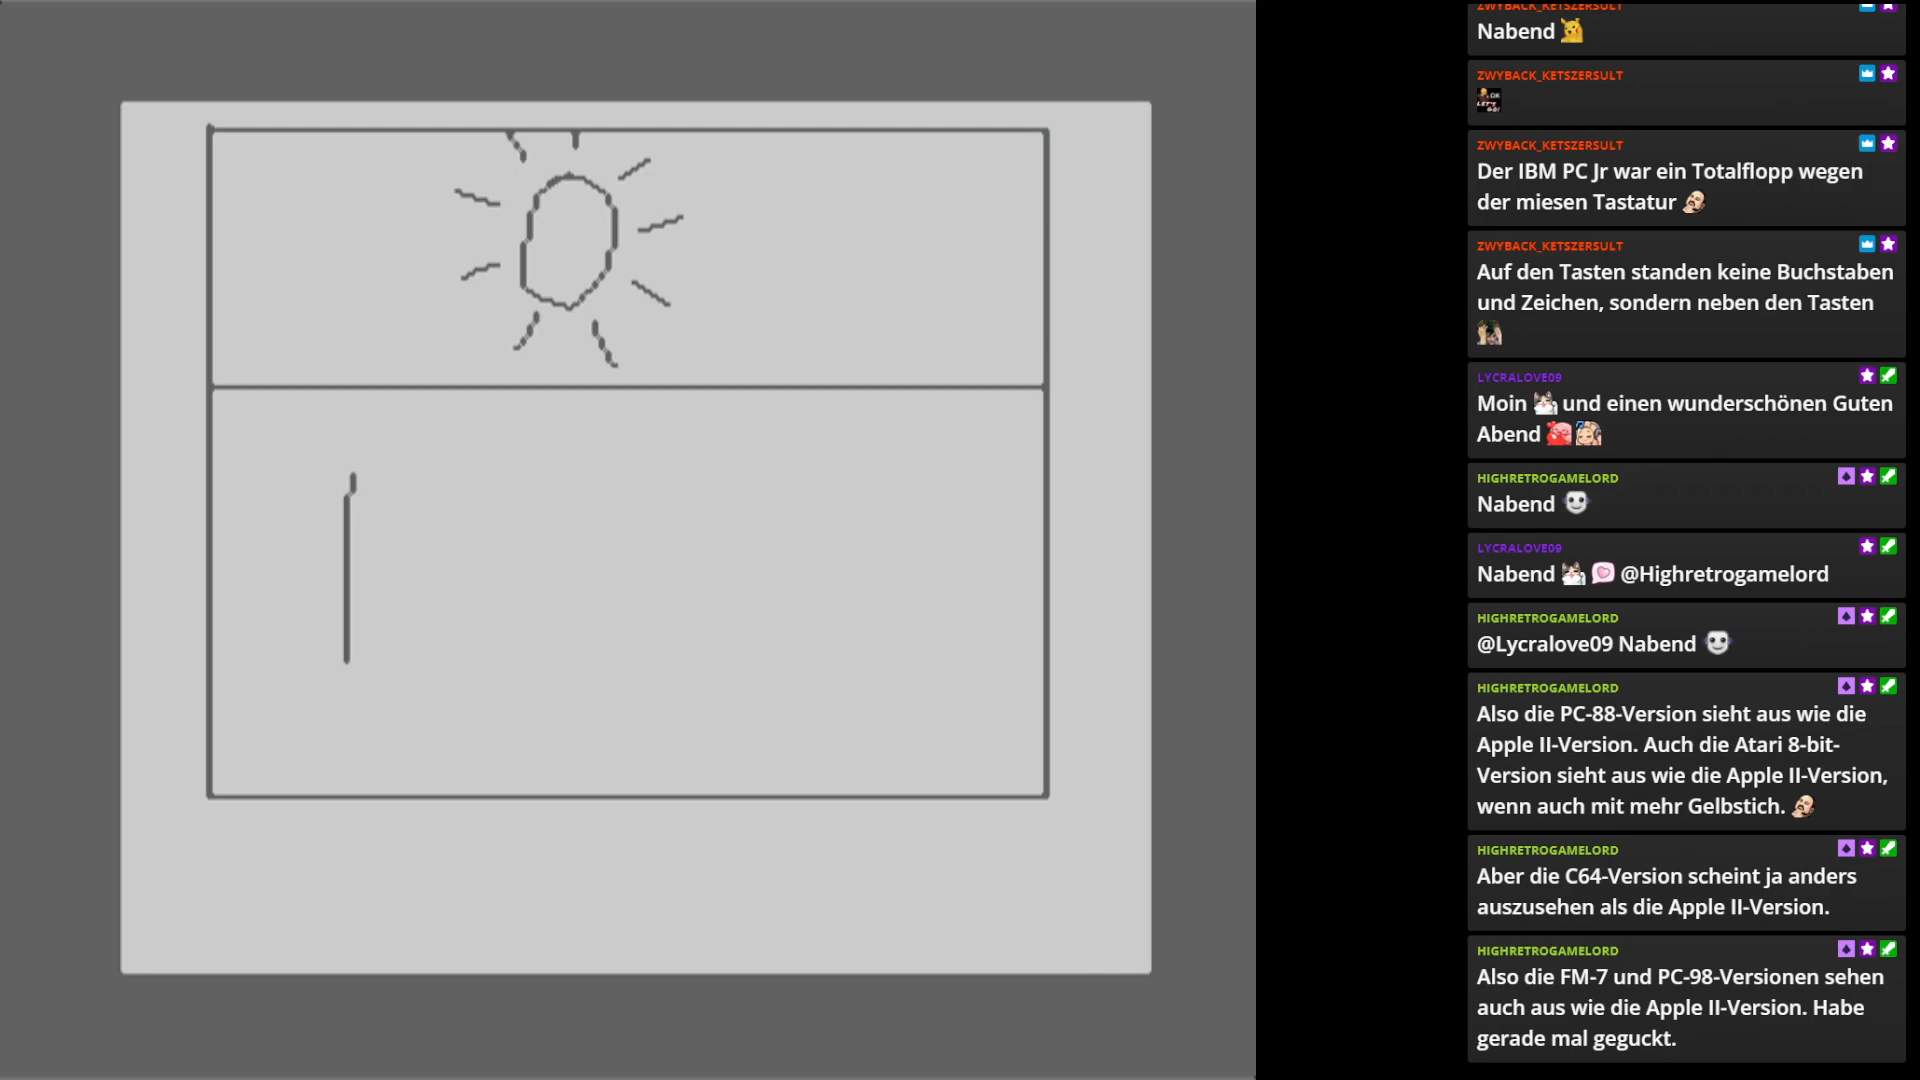 ZWYBACK_KETSZERSULT
Nabend
ZWYBACK_KETSZERSULT
OK
LET'S
GO!
ZWYBACK_KETSZERSULT
Der IBM PC Jr war ein Totalflopp wegen
der miesen Tastatur
ZWYBACK_KETSZERSULT
Auf den Tasten standen keine Buchstaben
und Zeichen, sondern neben den Tasten
LYCRALOVE09
Moin und einen wunderschönen Guten
Abend
HIGHRETROGAMELORD
Nabend
LYCRALOVE09
Nabend @Highretrogamelord
HIGHRETROGAMELORD
@Lycralove09 Nabend
HIGHRETROGAMELORD
Also die PC-88-Version sieht aus wie die
Apple II-Version. Auch die Atari 8-bit-
Version sieht aus wie die Apple II-Version,
wenn auch mit mehr Gelbstich.
HIGHRETROGAMELORD
Aber die C64-Version scheint ja anders
auszusehen als die Apple II-Version.
HIGHRETROGAMELORD
Also die FM-7 und PC-98-Versionen sehen
auch aus wie die Apple II-Version. Habe
gerade mal geguckt.